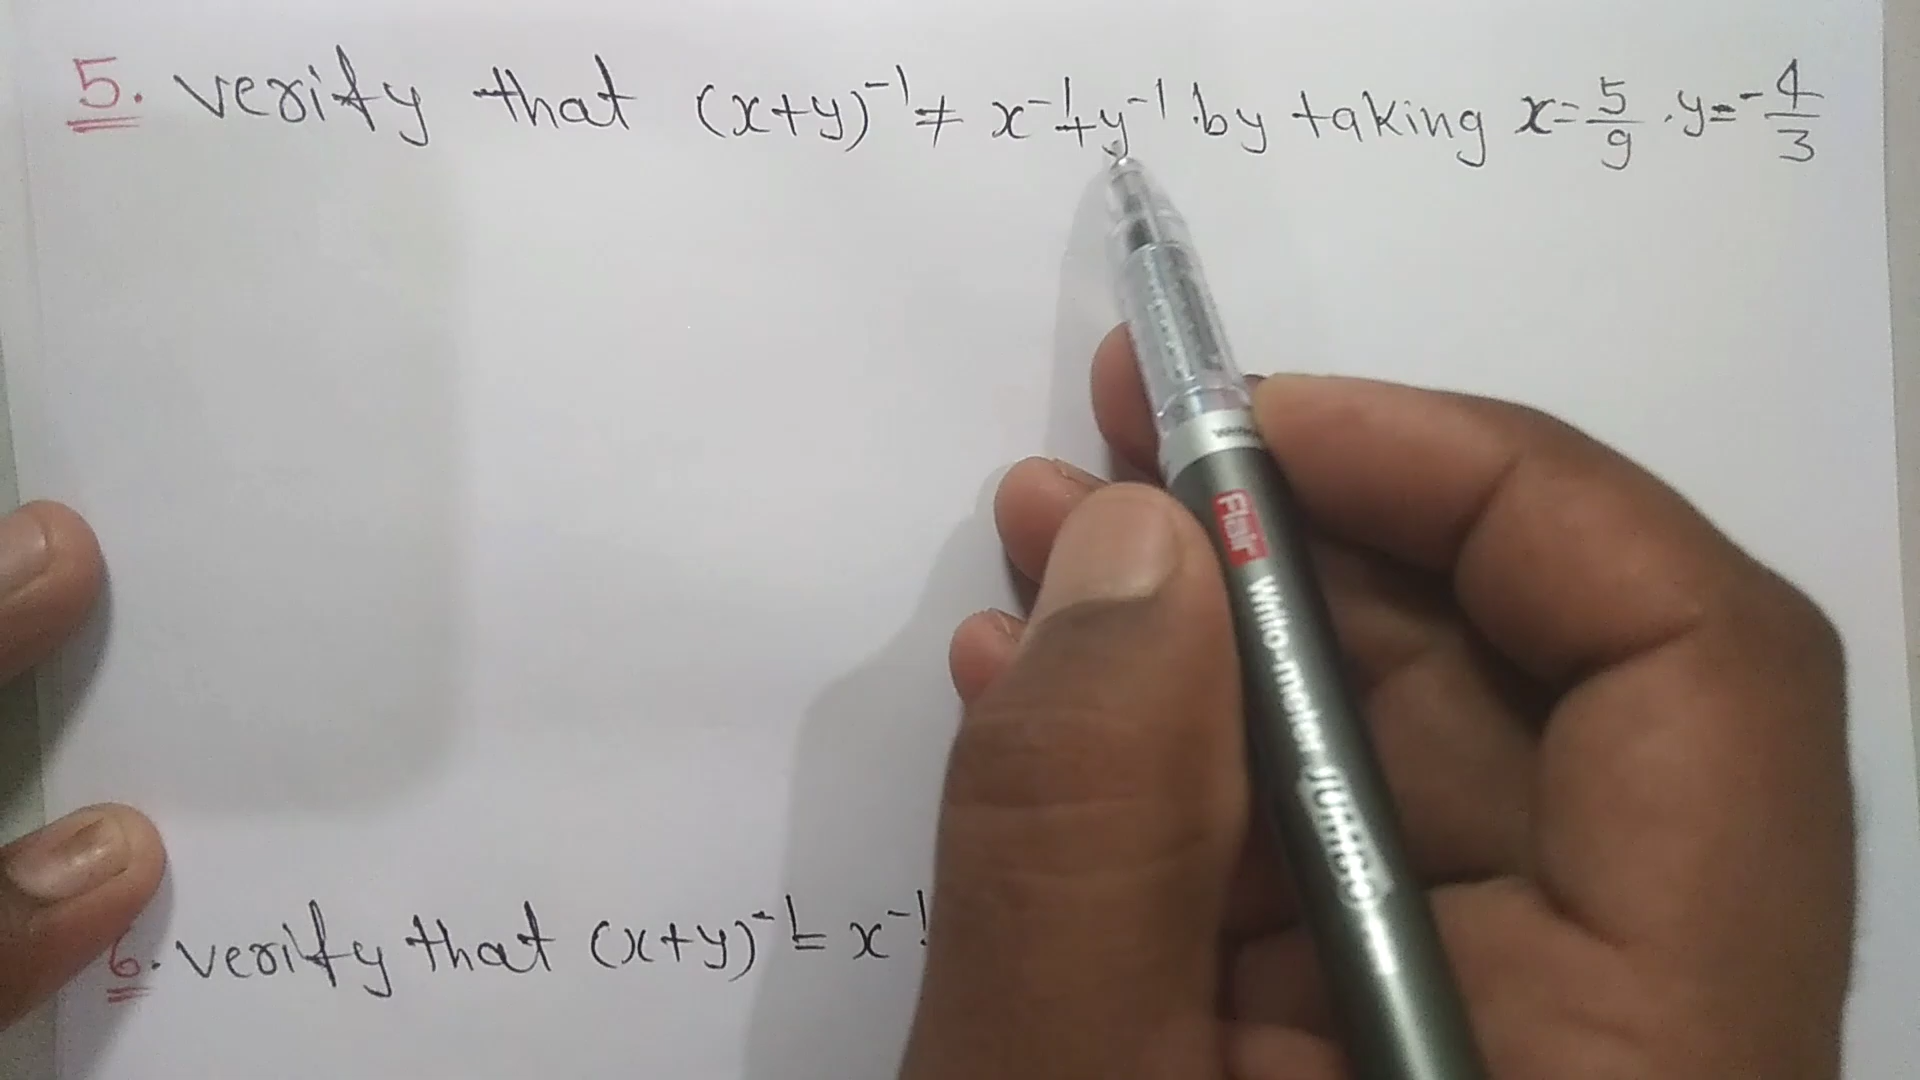 5. verify that (x+y)⁻¹ ≠ x⁻¹+y⁻¹ by taking x=5/9 . y=-4/3
Flair Writo-meter JUMBO
6. verify that (x+y)⁻¹ = x⁻¹